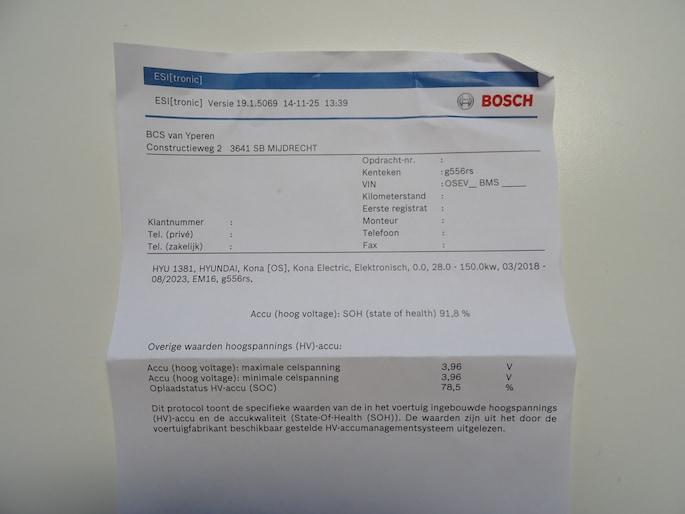 ESI[tronic]
ESI[tronic] Versie 19.1.5069 14-11-25 13:39
BOSCH
BCS van Yperen
Constructieweg 2 3641 SB MIJDRECHT
Opdracht-nr. :
Kenteken :g556rs
VIN :OSEV__ BMS ____
Kilometerstand :
Eerste registrat :
Klantnummer : Monteur :
Tel. (privé) : Telefoon :
Tel. (zakelijk) : Fax :
HYU 1381, HYUNDAI, Kona [OS], Kona Electric, Elektronisch, 0.0, 28.0 - 150.0kw, 03/2018 -
08/2023, EM16, g556rs,
Accu (hoog voltage): SOH (state of health) 91,8 %
Overige waarden hoogspannings (HV)-accu:
Accu (hoog voltage): maximale celspanning 3,96 V
Accu (hoog voltage): minimale celspanning 3,96 V
Oplaadstatus HV-accu (SOC) 78,5 %
Dit protocol toont de specifieke waarden van de in het voertuig ingebouwde hoogspannings
(HV)-accu en de accukwaliteit (State-Of-Health (SOH)). De waarden zijn uit het door de
voertuigfabrikant beschikbaar gestelde HV-accumanagementsysteem uitgelezen.